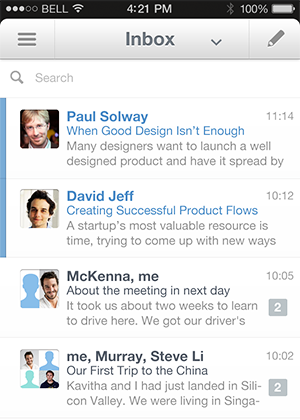 BELL 4:21 PM 100%
Inbox
Search
Paul Solway 11:14
When Good Design Isn't Enough
Many designers want to launch a well
designed product and have it spread by
David Jeff 10:12
Creating Successful Product Flows
A startup's most valuable resource is
time, trying to come up with new ways
McKenna, me 10:05
About the meeting in next day
It took us about two weeks to learn
to drive here. We got our driver's
2
me, Murray, Steve Li 10:02
Our First Trip to the China
Kavitha and I had just landed in Sili-
con Valley. We were living in Singa-
2